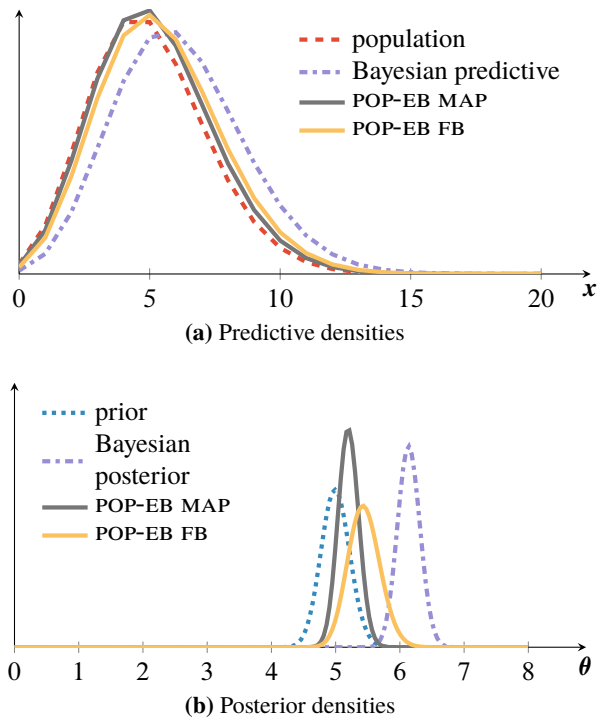 population
Bayesian predictive
POP-EB MAP
POP-EB FB
0 5 10 15 20
x
(a) Predictive densities
prior
Bayesian
posterior
POP-EB MAP
POP-EB FB
0 1 2 3 4 5 6 7 8 θ
(b) Posterior densities